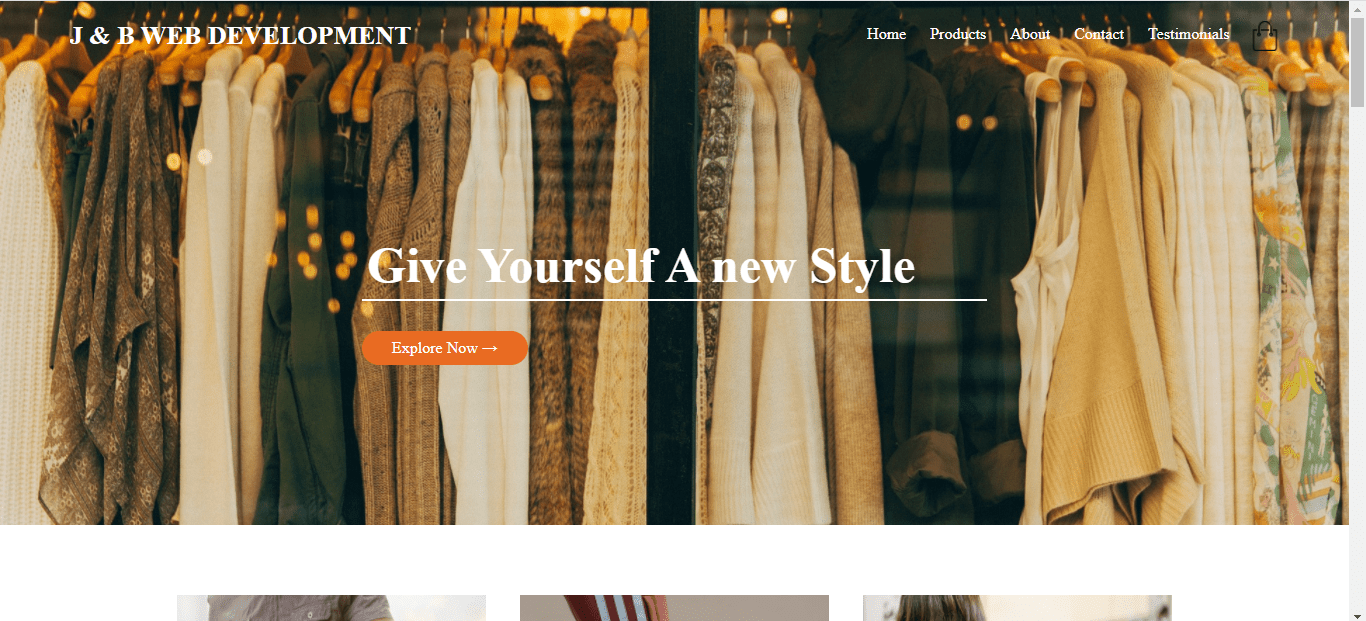 J & B WEB DEVELOPMENT
Home Products About Contact Testimonials
Give Yourself A new Style
Explore Now →